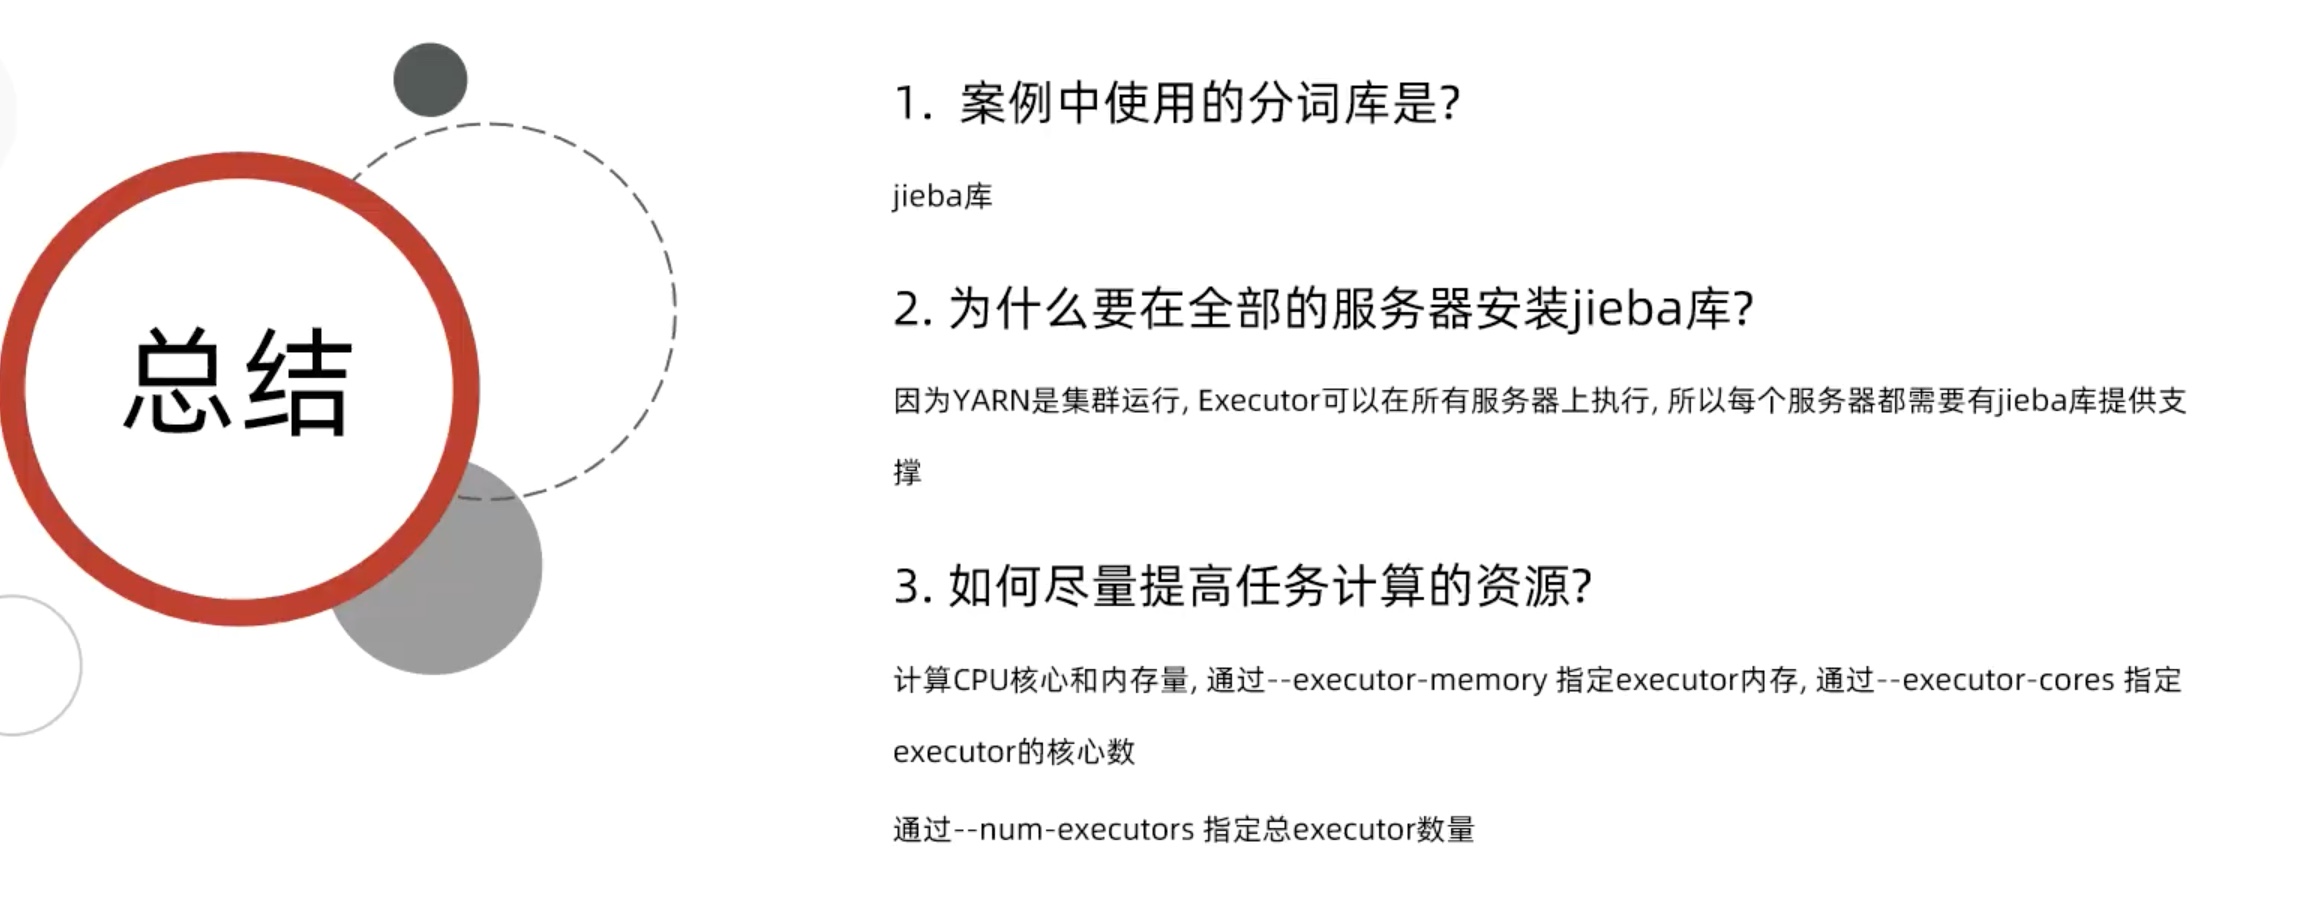 总结
1. 案例中使用的分词库是?
jieba库
2. 为什么要在全部的服务器安装jieba库?
因为YARN是集群运行, Executor可以在所有服务器上执行, 所以每个服务器都需要有jieba库提供支
撑
3. 如何尽量提高任务计算的资源?
计算CPU核心和内存量, 通过--executor-memory 指定executor内存, 通过--executor-cores 指定
executor的核心数
通过--num-executors 指定总executor数量